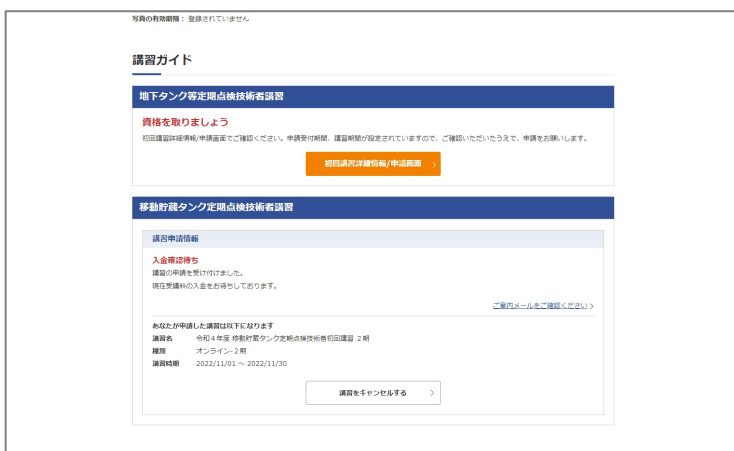 写真の有効期限： 登録されていません
講習ガイド
地下タンク等定期点検技術者講習
資格を取りましょう
初回講習詳細情報/申請画面でご確認ください。申請受付期間、講習期間が設定されていますので、ご確認いただいたうえで、申請をお願いします。
初回講習詳細情報/申請画面
移動貯蔵タンク定期点検技術者講習
講習申請情報
入金確認待ち
講習の申請を受け付けました。
現在受講料の入金をお待ちしております。
ご案内メールをご確認ください
あなたが申請した講習は以下になります
講習名 令和４年度 移動貯蔵タンク定期点検技術者初回講習 ２期
種別 オンライン-２期
講習時期 2022/11/01 ～ 2022/11/30
講習をキャンセルする